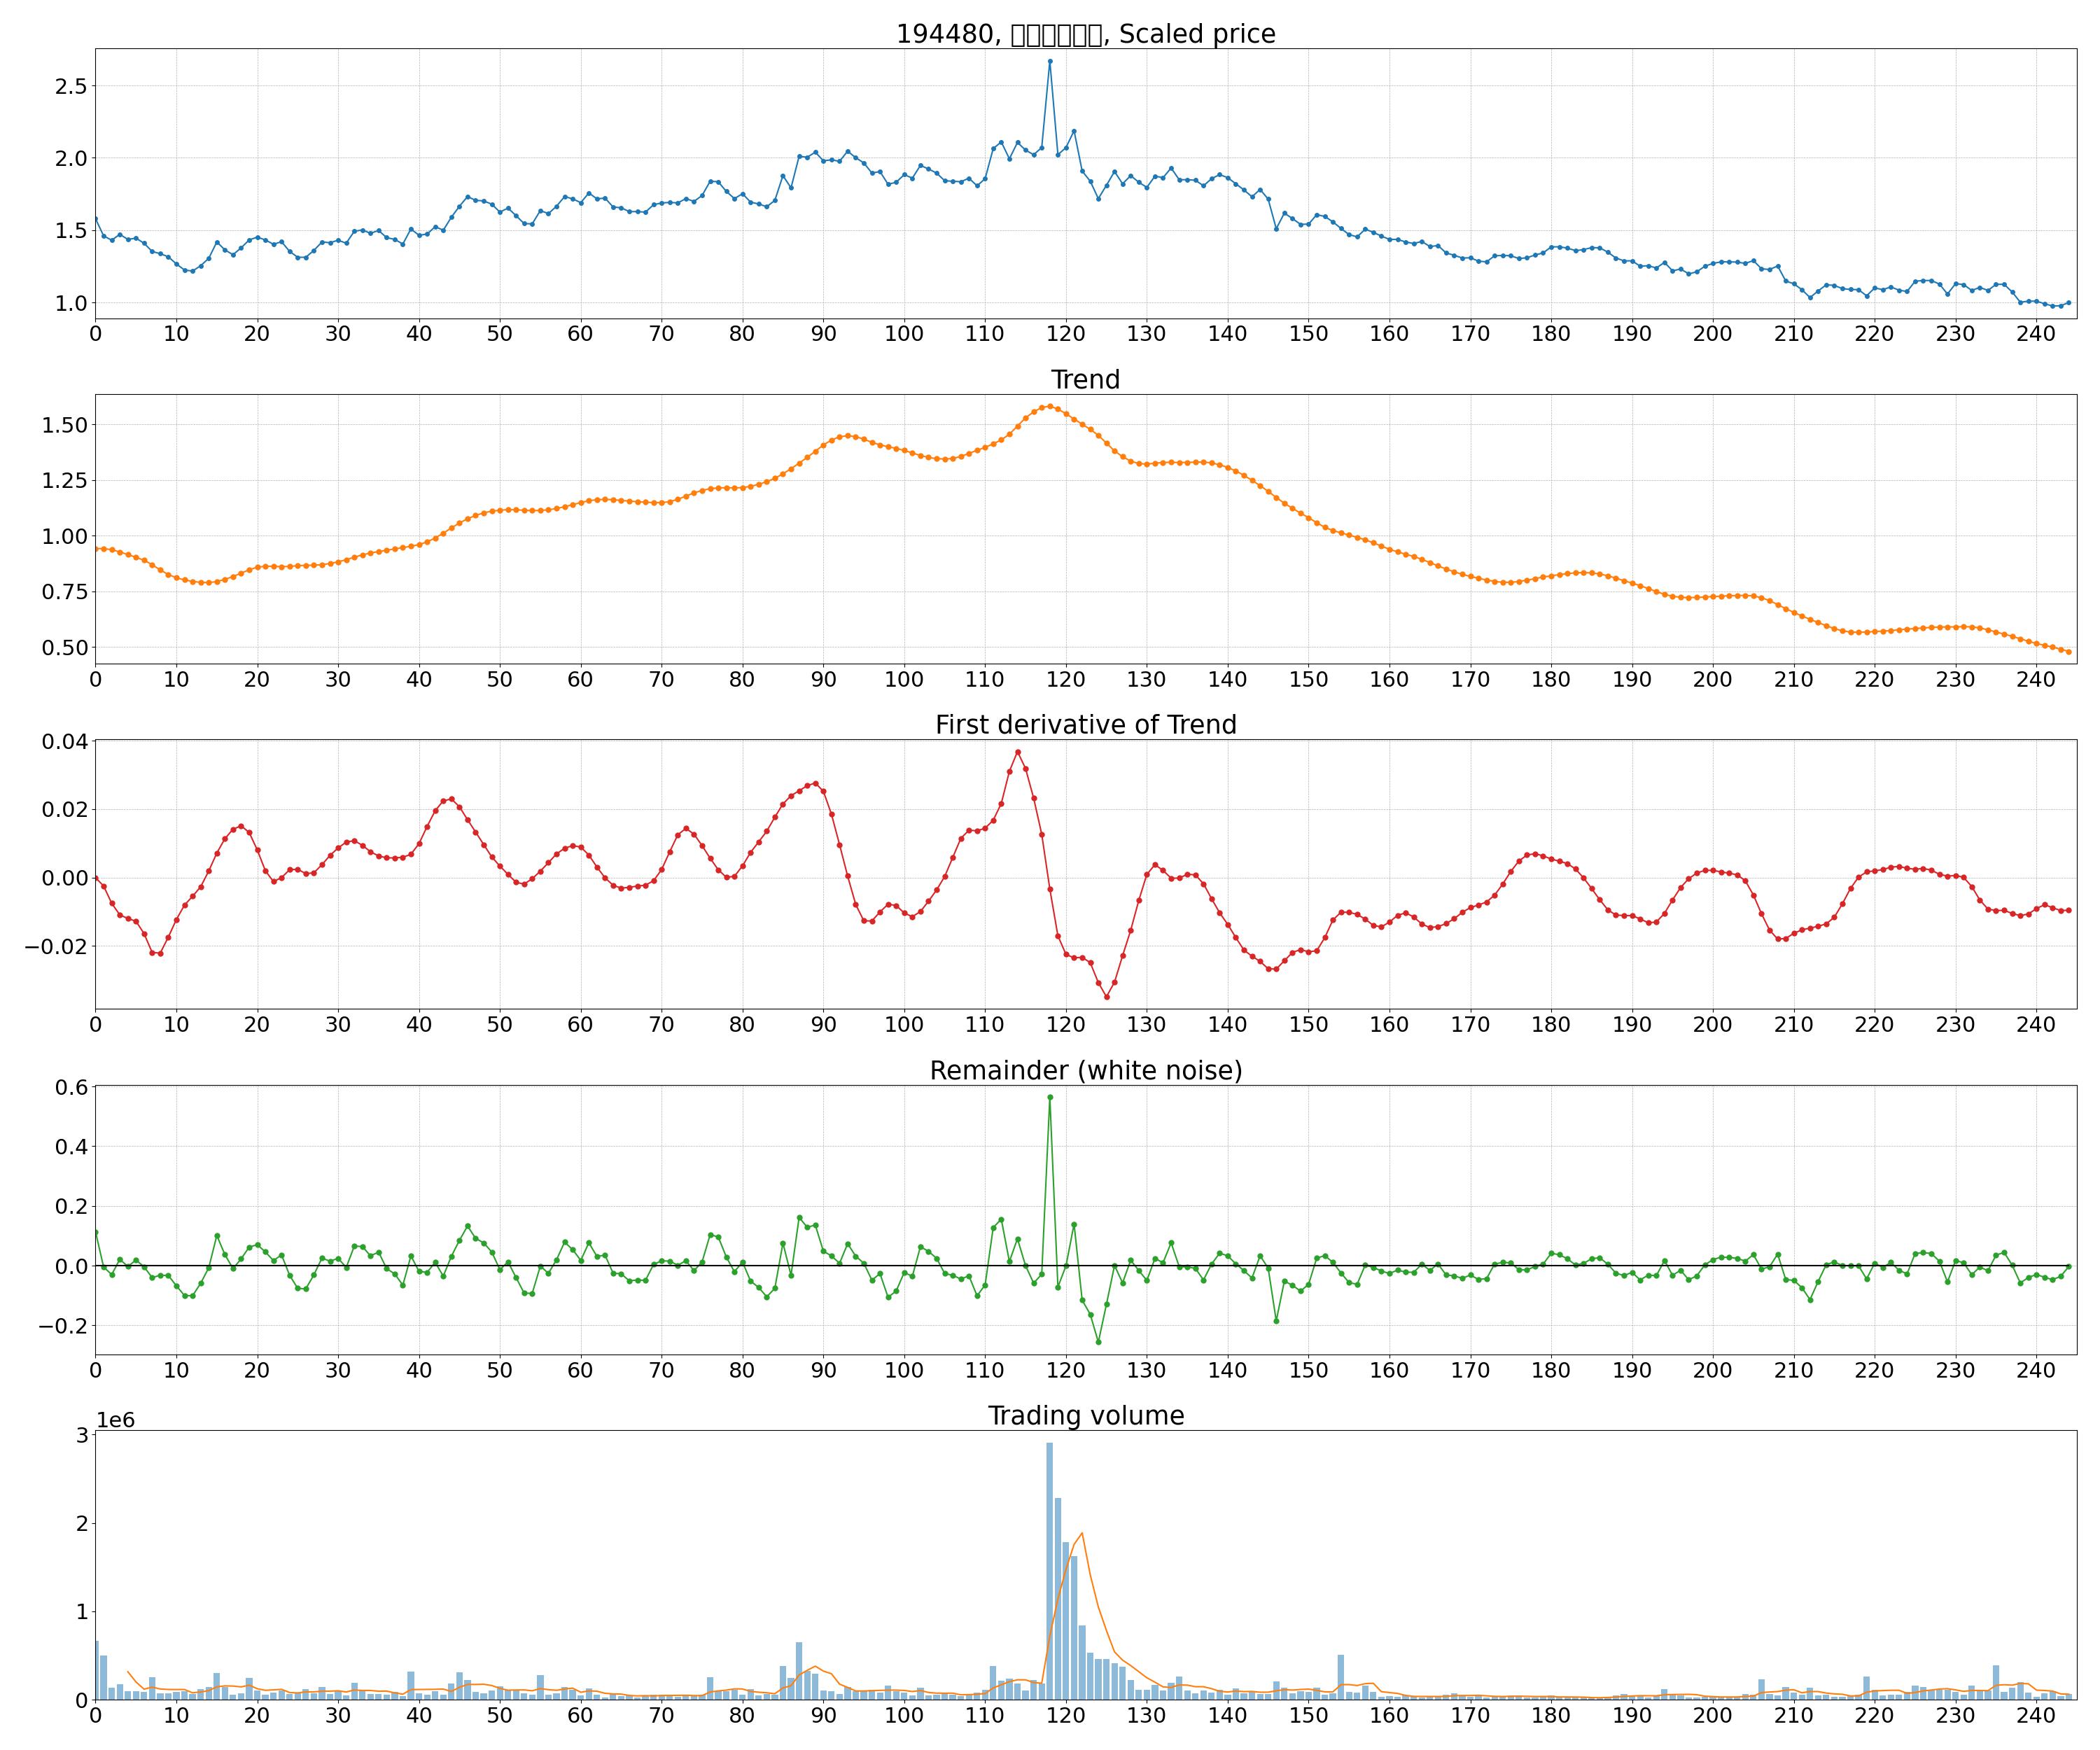 194480, □□□□□□, Scaled price
2.5
2.0
1.5
1.0
0 10 20 30 40 50 60 70 80 90 100 110 120 130 140 150 160 170 180 190 200 210 220 230 240
Trend
1.50
1.25
1.00
0.75
0.50
0 10 20 30 40 50 60 70 80 90 100 110 120 130 140 150 160 170 180 190 200 210 220 230 240
First derivative of Trend
0.04
0.02
0.00
−0.02
0 10 20 30 40 50 60 70 80 90 100 110 120 130 140 150 160 170 180 190 200 210 220 230 240
Remainder (white noise)
0.6
0.4
0.2
0.0
−0.2
0 10 20 30 40 50 60 70 80 90 100 110 120 130 140 150 160 170 180 190 200 210 220 230 240
Trading volume
1e6
3
2
1
0
0 10 20 30 40 50 60 70 80 90 100 110 120 130 140 150 160 170 180 190 200 210 220 230 240